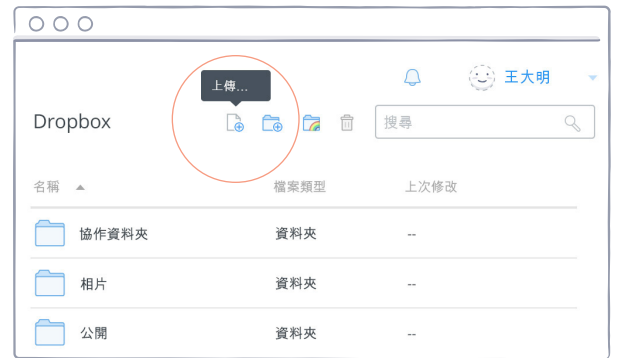 上傳...
王大明
Dropbox
搜尋
名稱 檔案類型 上次修改
協作資料夾 資料夾 --
相片 資料夾 --
公開 資料夾 --